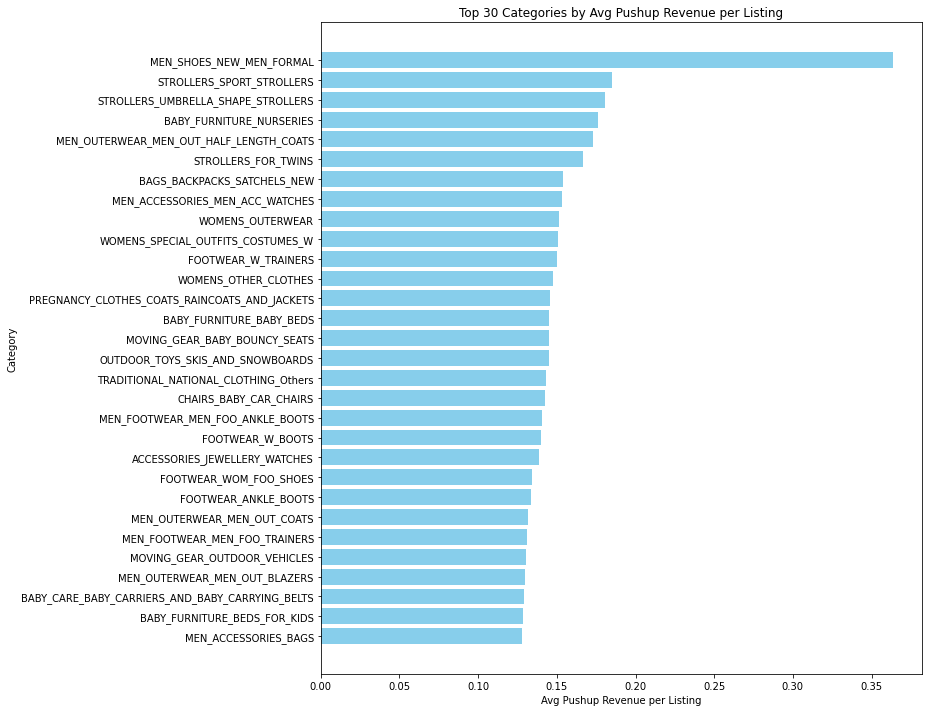 Top 30 Categories by Avg Pushup Revenue per Listing
MEN_SHOES_NEW_MEN_FORMAL
STROLLERS_SPORT_STROLLERS
STROLLERS_UMBRELLA_SHAPE_STROLLERS
BABY_FURNITURE_NURSERIES
MEN_OUTERWEAR_MEN_OUT_HALF_LENGTH_COATS
STROLLERS_FOR_TWINS
BAGS_BACKPACKS_SATCHELS_NEW
MEN_ACCESSORIES_MEN_ACC_WATCHES
WOMENS_OUTERWEAR
WOMENS_SPECIAL_OUTFITS_COSTUMES_W
FOOTWEAR_W_TRAINERS
WOMENS_OTHER_CLOTHES
PREGNANCY_CLOTHES_COATS_RAINCOATS_AND_JACKETS
BABY_FURNITURE_BABY_BEDS
MOVING_GEAR_BABY_BOUNCY_SEATS
OUTDOOR_TOYS_SKIS_AND_SNOWBOARDS
TRADITIONAL_NATIONAL_CLOTHING_Others
CHAIRS_BABY_CAR_CHAIRS
MEN_FOOTWEAR_MEN_FOO_ANKLE_BOOTS
FOOTWEAR_W_BOOTS
ACCESSORIES_JEWELLERY_WATCHES
FOOTWEAR_WOM_FOO_SHOES
FOOTWEAR_ANKLE_BOOTS
MEN_OUTERWEAR_MEN_OUT_COATS
MEN_FOOTWEAR_MEN_FOO_TRAINERS
MOVING_GEAR_OUTDOOR_VEHICLES
MEN_OUTERWEAR_MEN_OUT_BLAZERS
BABY_CARE_BABY_CARRIERS_AND_BABY_CARRYING_BELTS
BABY_FURNITURE_BEDS_FOR_KIDS
MEN_ACCESSORIES_BAGS
Category
0.00 0.05 0.10 0.15 0.20 0.25 0.30 0.35
Avg Pushup Revenue per Listing